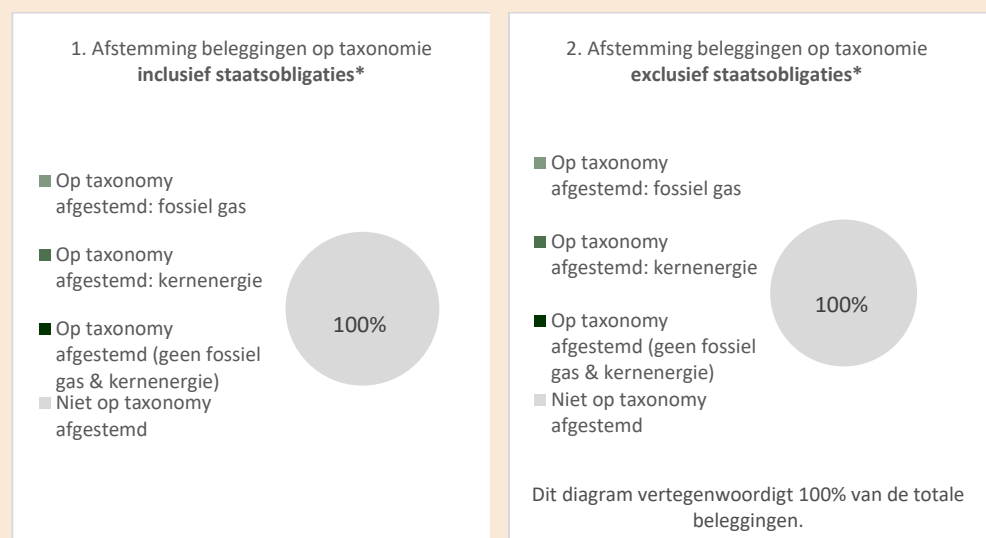 1. Afstemming beleggingen op taxonomie
inclusief staatsobligaties*
Op taxonomy
afgestemd: fossiel gas
Op taxonomy
afgestemd: kernenergie
Op taxonomy
afgestemd (geen fossiel
gas & kernenergie)
Niet op taxonomy
afgestemd
100%
2. Afstemming beleggingen op taxonomie
exclusief staatsobligaties*
Op taxonomy
afgestemd: fossiel gas
Op taxonomy
afgestemd: kernenergie
Op taxonomy
afgestemd (geen fossiel
gas & kernenergie)
Niet op taxonomy
afgestemd
100%
Dit diagram vertegenwoordigt 100% van de totale
beleggingen.